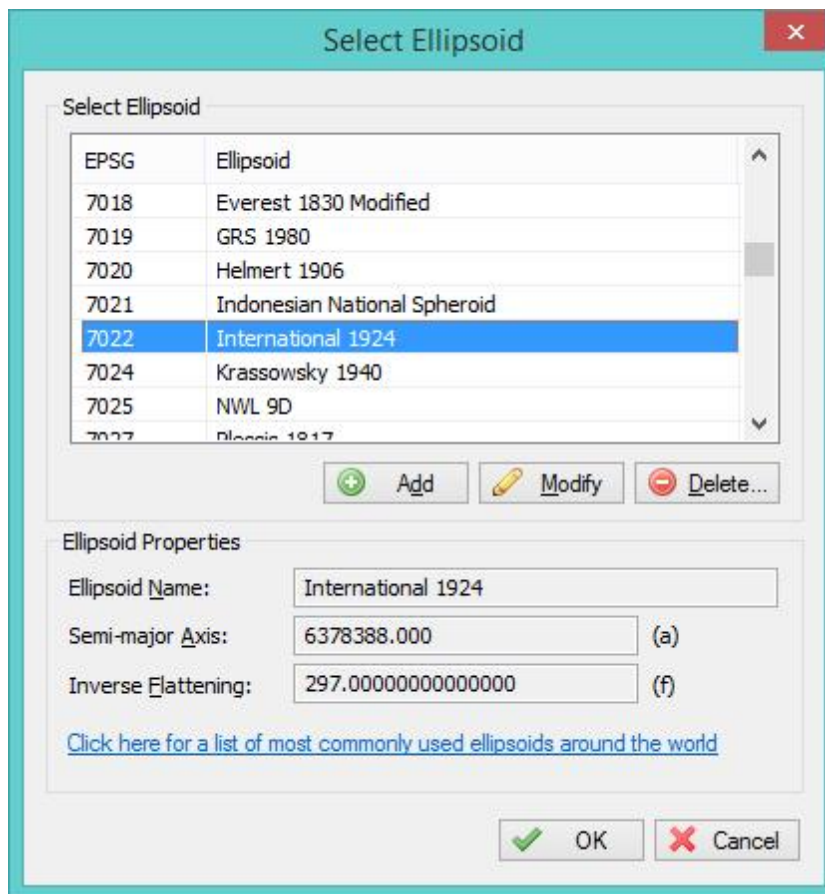 Select Ellipsoid
Select Ellipsoid
EPSG Ellipsoid
7018 Everest 1830 Modified
7019 GRS 1980
7020 Helmert 1906
7021 Indonesian National Spheroid
7022 International 1924
7024 Krassowsky 1940
7025 NWL 9D
7027 Plessis 1817
Add Modify Delete...
Ellipsoid Properties
Ellipsoid Name: International 1924
Semi-major Axis: 6378388.000 (a)
Inverse Flattening: 297.00000000000000 (f)
Click here for a list of most commonly used ellipsoids around the world
OK Cancel